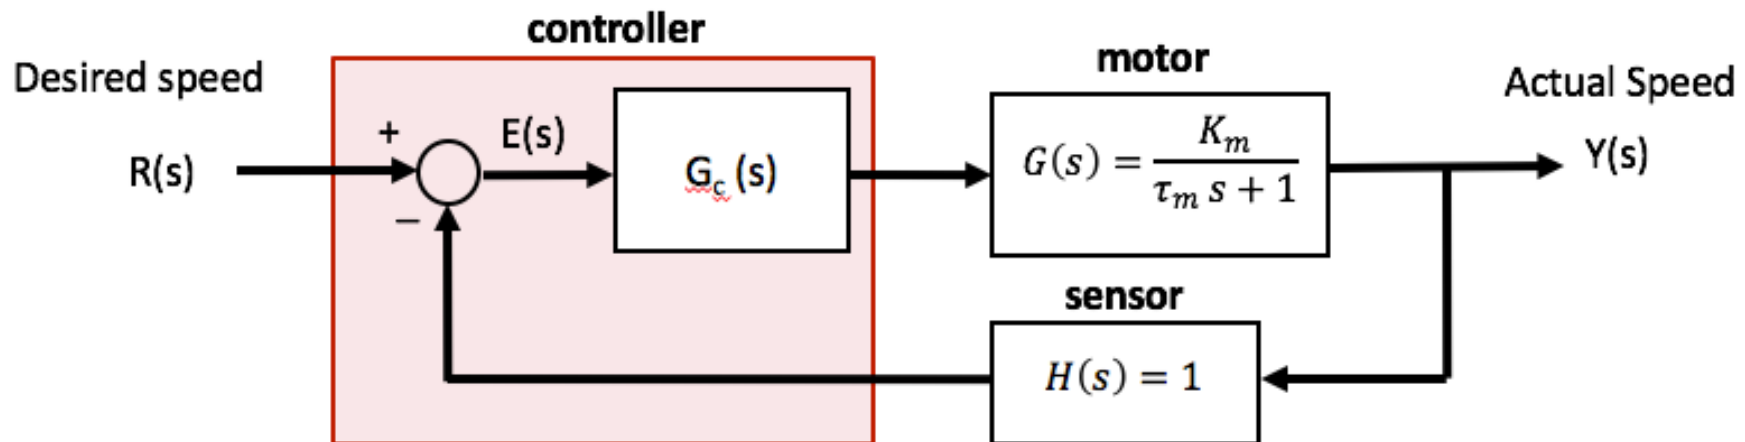 controller
Desired speed
motor
Actual Speed
+
E(s)
R(s)
G_c (s)
G(s) = K_m / τ_m s + 1
Y(s)
−
sensor
H(s) = 1